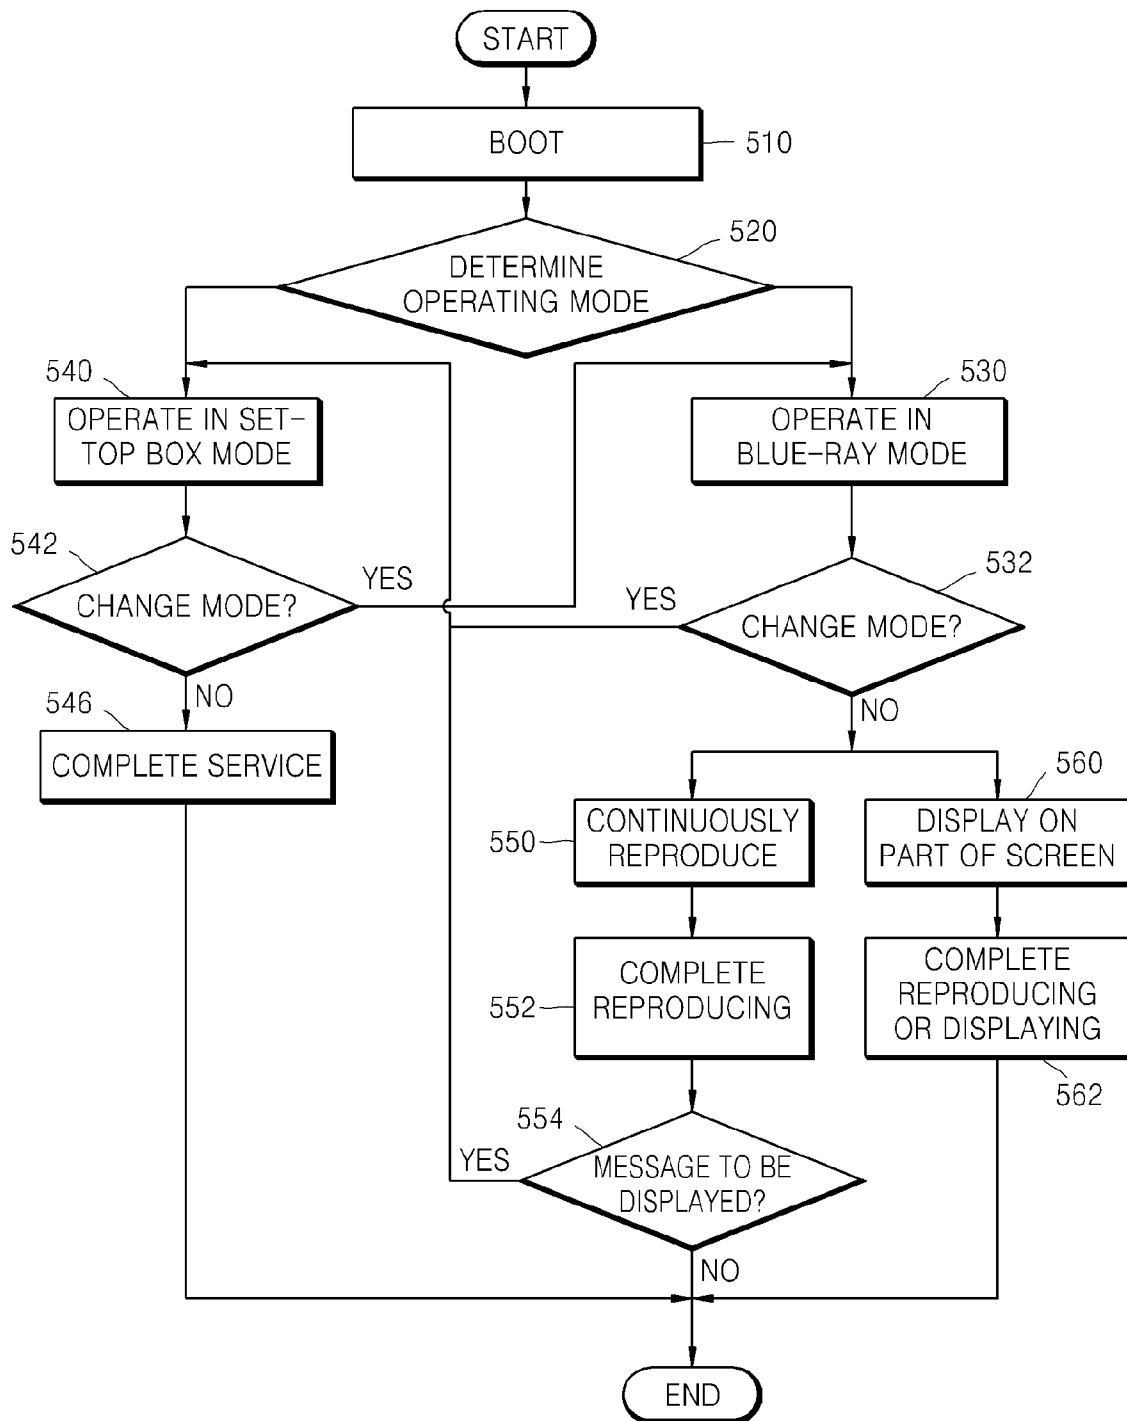 START
BOOT
510
520
DETERMINE
OPERATING MODE
540
OPERATE IN SET-
TOP BOX MODE
530
OPERATE IN
BLUE-RAY MODE
542
CHANGE MODE?
YES
NO
532
CHANGE MODE?
YES
NO
546
COMPLETE SERVICE
550
CONTINUOUSLY
REPRODUCE
560
DISPLAY ON
PART OF SCREEN
552
COMPLETE
REPRODUCING
COMPLETE
REPRODUCING
OR DISPLAYING
562
554
MESSAGE TO BE
DISPLAYED?
YES
NO
END